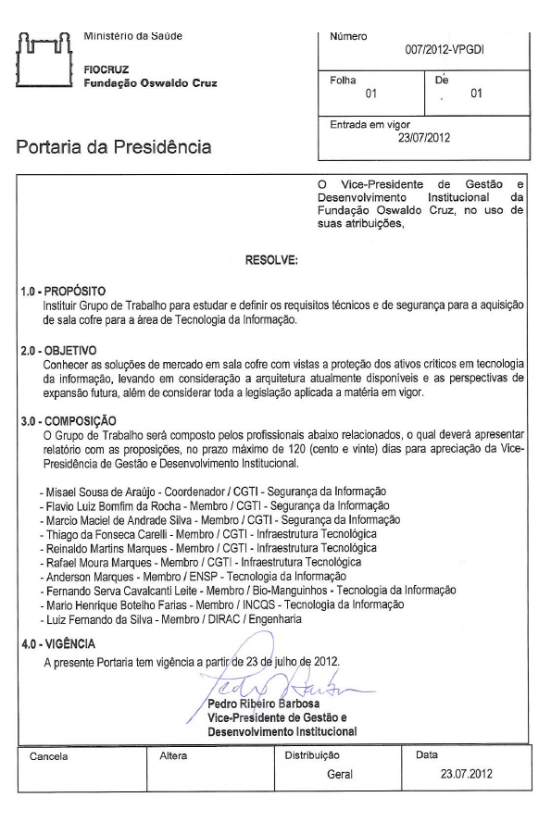 Ministério da Saúde
FIOCRUZ
Fundação Oswaldo Cruz
Portaria da Presidência
Número
007/2012-VPGDI
Folha
01
De
01
Entrada em vigor
23/07/2012
O Vice-Presidente de Gestão e
Desenvolvimento Institucional da
Fundação Oswaldo Cruz, no uso de
suas atribuições,
RESOLVE:
1.0 - PROPÓSITO
Instituir Grupo de Trabalho para estudar e definir os requisitos técnicos e de segurança para a aquisição
de sala cofre para a área de Tecnologia da Informação.
2.0 - OBJETIVO
Conhecer as soluções de mercado em sala cofre com vistas a proteção dos ativos críticos em tecnologia
da informação, levando em consideração a arquitetura atualmente disponíveis e as perspectivas de
expansão futura, além de considerar toda a legislação aplicada a matéria em vigor.
3.0 - COMPOSIÇÃO
O Grupo de Trabalho será composto pelos profissionais abaixo relacionados, o qual deverá apresentar
relatório com as proposições, no prazo máximo de 120 (cento e vinte) dias para apreciação da Vice-
Presidência de Gestão e Desenvolvimento Institucional.
- Misael Sousa de Araújo - Coordenador / CGTI - Segurança da Informação
- Flavio Luiz Bomfim da Rocha - Membro / CGTI - Segurança da Informação
- Marcio Maciel de Andrade Silva - Membro / CGTI - Segurança da Informação
- Thiago da Fonseca Carelli - Membro / CGTI - Infraestrutura Tecnológica
- Reinaldo Martins Marques - Membro / CGTI - Infraestrutura Tecnológica
- Rafael Moura Marques - Membro / CGTI - Infraestrutura Tecnológica
- Anderson Marques - Membro / ENSP - Tecnologia da Informação
- Fernando Serva Cavalcanti Leite - Membro / Bio-Manguinhos - Tecnologia da Informação
- Mario Henrique Botelho Farias - Membro / INCQS - Tecnologia da Informação
- Luiz Fernando da Silva - Membro / DIRAC / Engenharia
4.0 - VIGÊNCIA
A presente Portaria tem vigência a partir de 23 de julho de 2012.
Pedro Barbosa
Pedro Ribeiro Barbosa
Vice-Presidente de Gestão e
Desenvolvimento Institucional
Cancela
Altera
Distribuição
Geral
Data
23.07.2012